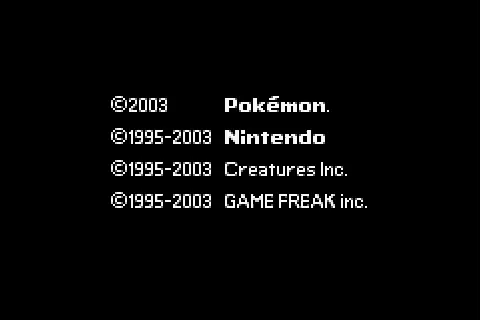 ©2003 Pokémon.
©1995-2003 Nintendo
©1995-2003 Creatures Inc.
©1995-2003 GAME FREAK inc.